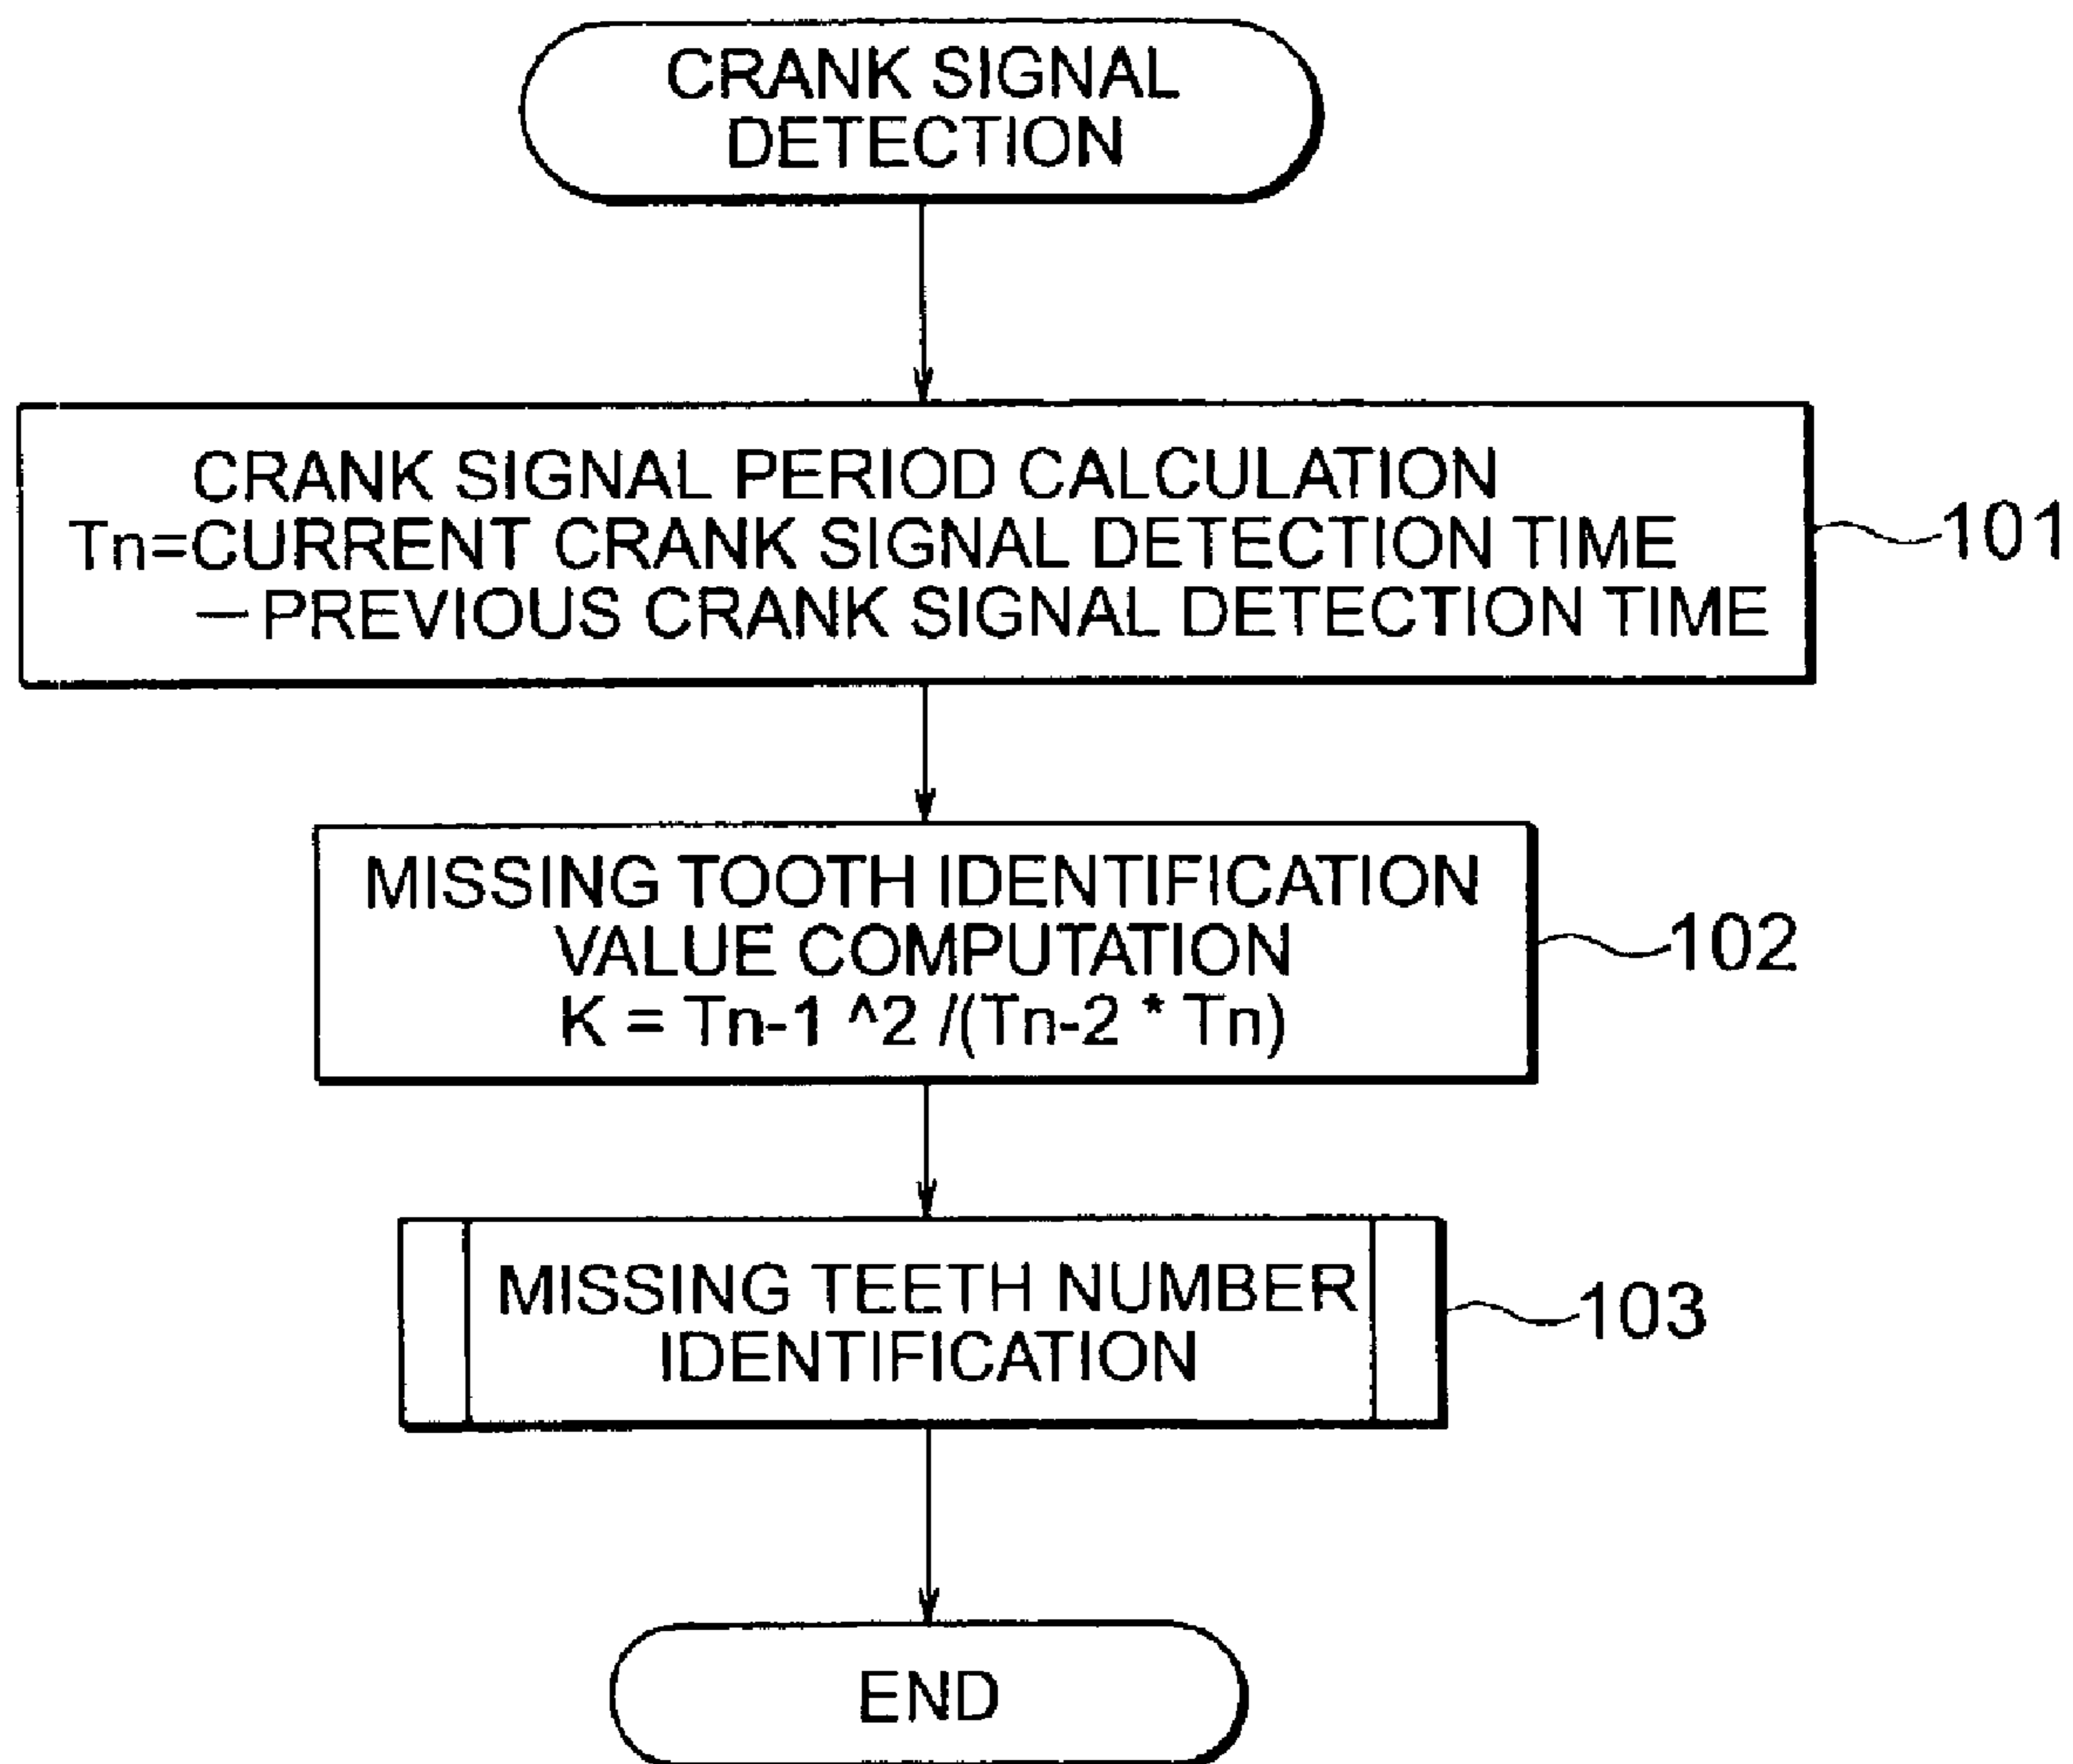 CRANK SIGNAL
DETECTION
CRANK SIGNAL PERIOD CALCULATION
Tn=CURRENT CRANK SIGNAL DETECTION TIME
—PREVIOUS CRANK SIGNAL DETECTION TIME
101
MISSING TOOTH IDENTIFICATION
VALUE COMPUTATION
K = Tn-1 ^2 /(Tn-2 * Tn)
102
MISSING TEETH NUMBER
IDENTIFICATION
103
END